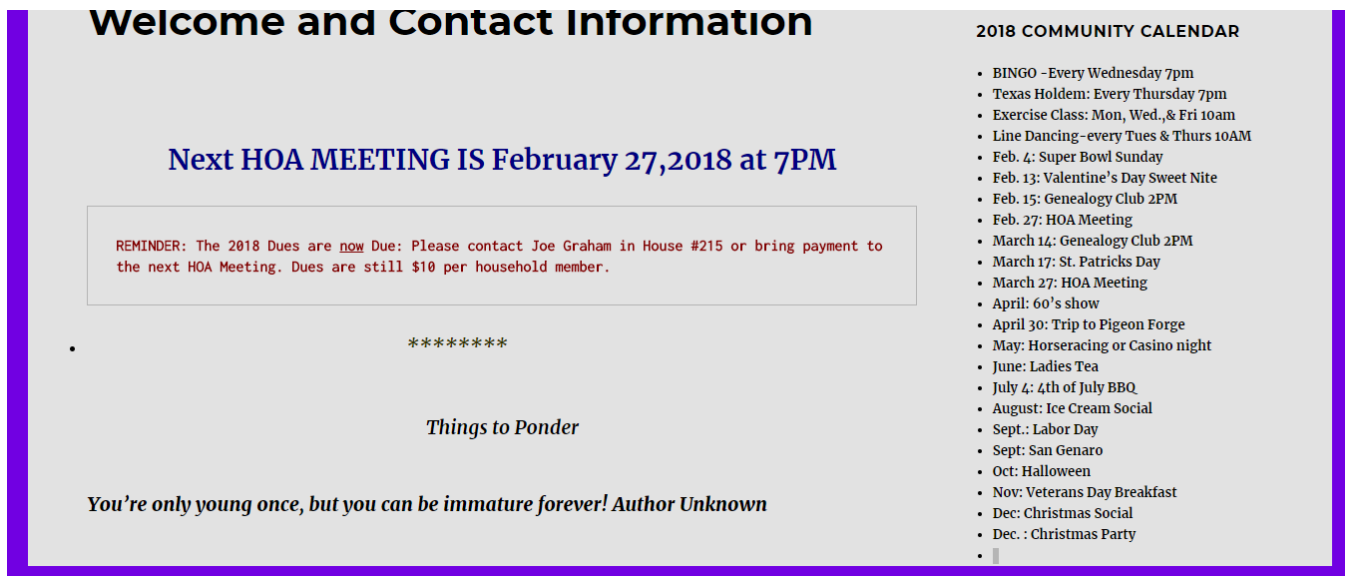 Welcome and Contact Information
Next HOA MEETING IS February 27,2018 at 7PM
REMINDER: The 2018 Dues are now Due: Please contact Joe Graham in House #215 or bring payment to
the next HOA Meeting. Dues are still $10 per household member.
********
Things to Ponder
You're only young once, but you can be immature forever! Author Unknown
2018 COMMUNITY CALENDAR
BINGO -Every Wednesday 7pm
Texas Holdem: Every Thursday 7pm
Exercise Class: Mon, Wed.,& Fri 10am
Line Dancing-every Tues & Thurs 10AM
Feb. 4: Super Bowl Sunday
Feb. 13: Valentine's Day Sweet Nite
Feb. 15: Genealogy Club 2PM
Feb. 27: HOA Meeting
March 14: Genealogy Club 2PM
March 17: St. Patricks Day
March 27: HOA Meeting
April: 60's show
April 30: Trip to Pigeon Forge
May: Horseracing or Casino night
June: Ladies Tea
July 4: 4th of July BBQ
August: Ice Cream Social
Sept.: Labor Day
Sept: San Genaro
Oct: Halloween
Nov: Veterans Day Breakfast
Dec: Christmas Social
Dec. : Christmas Party